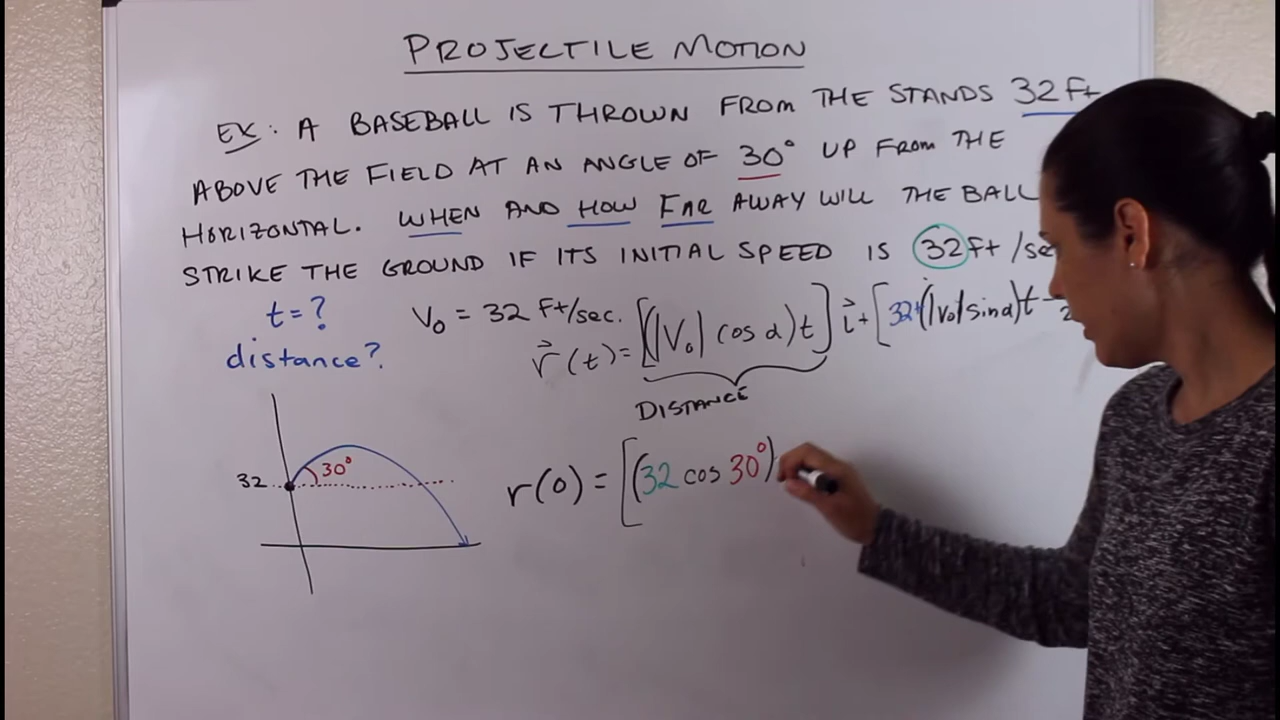 PROJECTILE MOTION
EX: A BASEBALL IS THROWN FROM THE STANDS 32 Ft
ABOVE THE FIELD AT AN ANGLE OF 30° UP FROM THE
HORIZONTAL. WHEN AND HOW FAR AWAY WILL THE BALL
STRIKE THE GROUND IF ITS INITIAL SPEED IS 32 ft /se
t = ?
distance?
V₀ = 32 Ft/sec.
r⃗ (t) = [(|V₀| cos α) t] i⃗ + [32+(|V₀| sin α)t − 
DISTANCE
32
30°
r(0) = [(32 cos 30°)